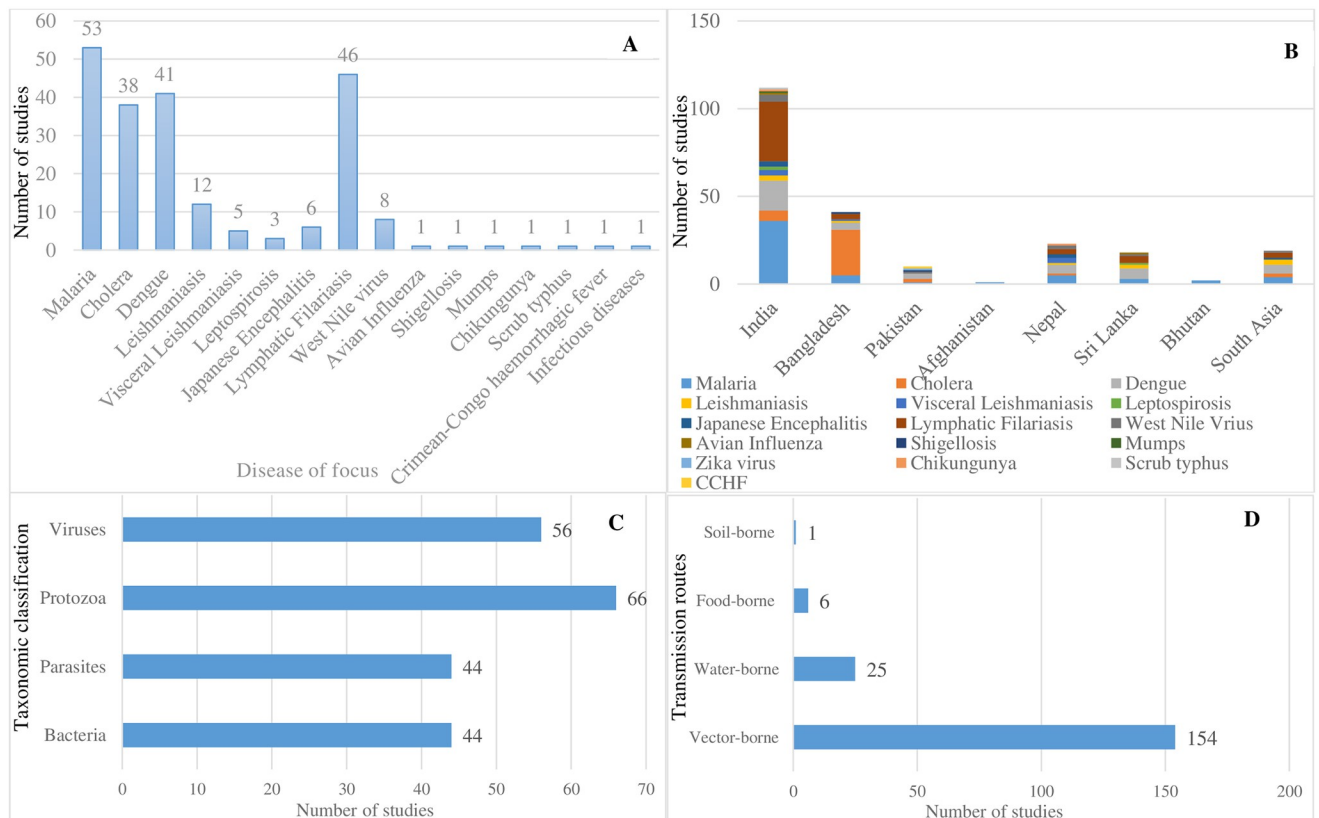 A
Number of studies
60
50
40
30
20
10
0
53
38
41
12
5
3
6
46
8
1
1
1
1
1
1
1
Malaria
Cholera
Dengue
Leishmaniasis
Visceral Leishmaniasis
Leptospirosis
Japanese Encephalitis
Lymphatic Filariasis
West Nile virus
Avian Influenza
Shigellosis
Mumps
Chikungunya
Scrub typhus
Crimean-Congo haemorrhagic fever
Infectious diseases
Disease of focus
B
Number of studies
150
100
50
0
India
Bangladesh
Pakistan
Afghanistan
Nepal
Sri Lanka
Bhutan
South Asia
Malaria Cholera Dengue
Leishmaniasis Visceral Leishmaniasis Leptospirosis
Japanese Encephalitis Lymphatic Filariasis West Nile Vrius
Avian Influenza Shigellosis Mumps
Zika virus Chikungunya Scrub typhus
CCHF
C
Taxonomic classification
Viruses 56
Protozoa 66
Parasites 44
Bacteria 44
0 10 20 30 40 50 60 70
Number of studies
D
Transmission routes
Soil-borne 1
Food-borne 6
Water-borne 25
Vector-borne 154
0 50 100 150 200
Number of studies